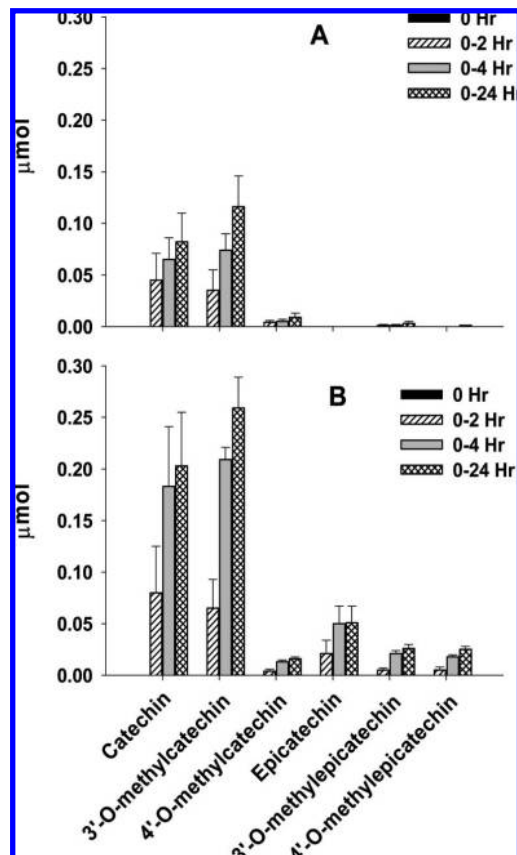 0.30
0.25
0.20
0.15
0.10
0.05
0.00
μmol
A
0 Hr
0-2 Hr
0-4 Hr
0-24 H
0.30
0.25
0.20
0.15
0.10
0.05
0.00
μmol
B
0 Hr
0-2 Hr
0-4 Hr
0-24 Hr
Catechin
3'-O-methylcatechin
4'-O-methylcatechin
Epicatechin
3'-O-methylepicatechin
4'-O-methylepicatechin